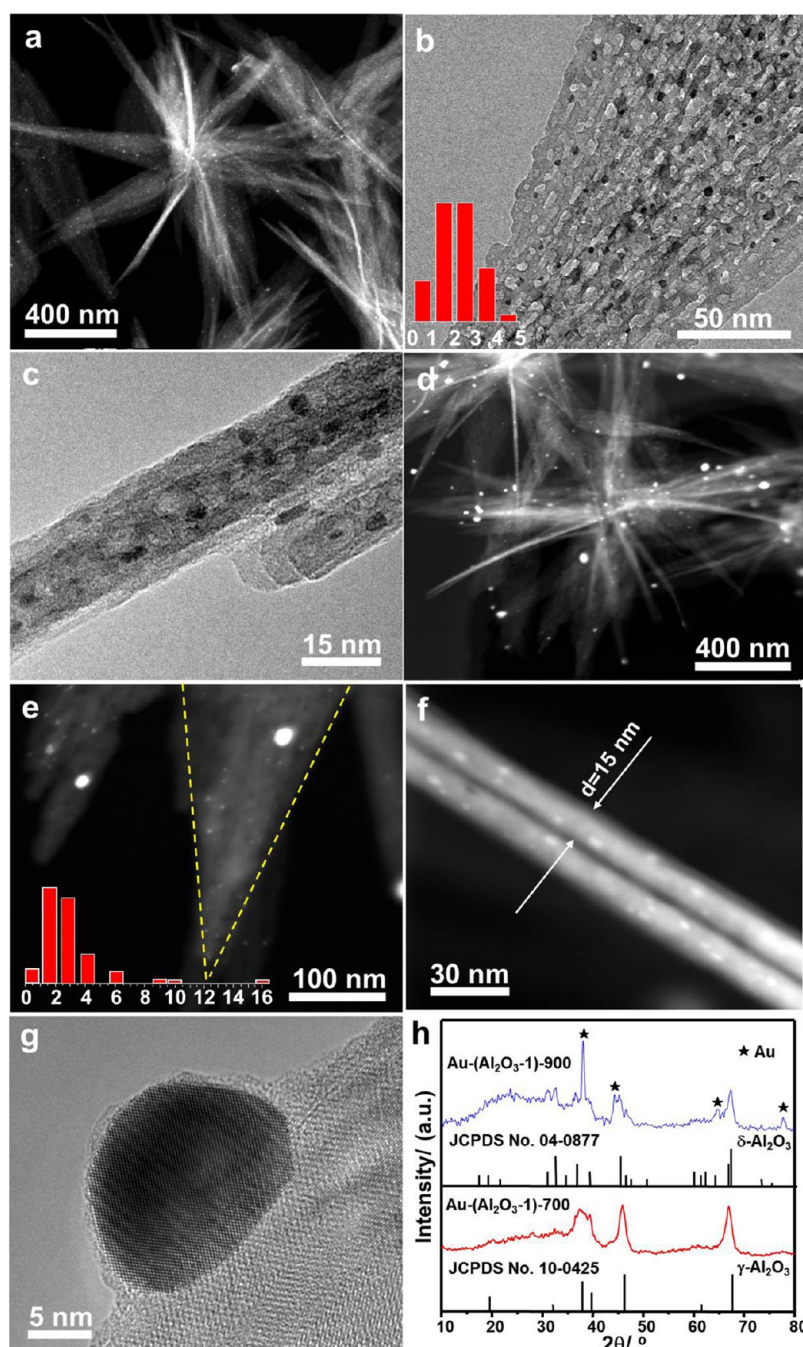 a
400 nm
b
0 1 2 3 4 5
50 nm
c
15 nm
d
400 nm
e
0 2 4 6 8 10 12 14 16
100 nm
f
d=15 nm
30 nm
g
5 nm
h
Au-(Al₂O₃-1)-900
★ Au
JCPDS No. 04-0877
δ-Al₂O₃
Au-(Al₂O₃-1)-700
JCPDS No. 10-0425
γ-Al₂O₃
Intensity/ (a.u.)
10 20 30 40 50 60 70 80
2θ/ °